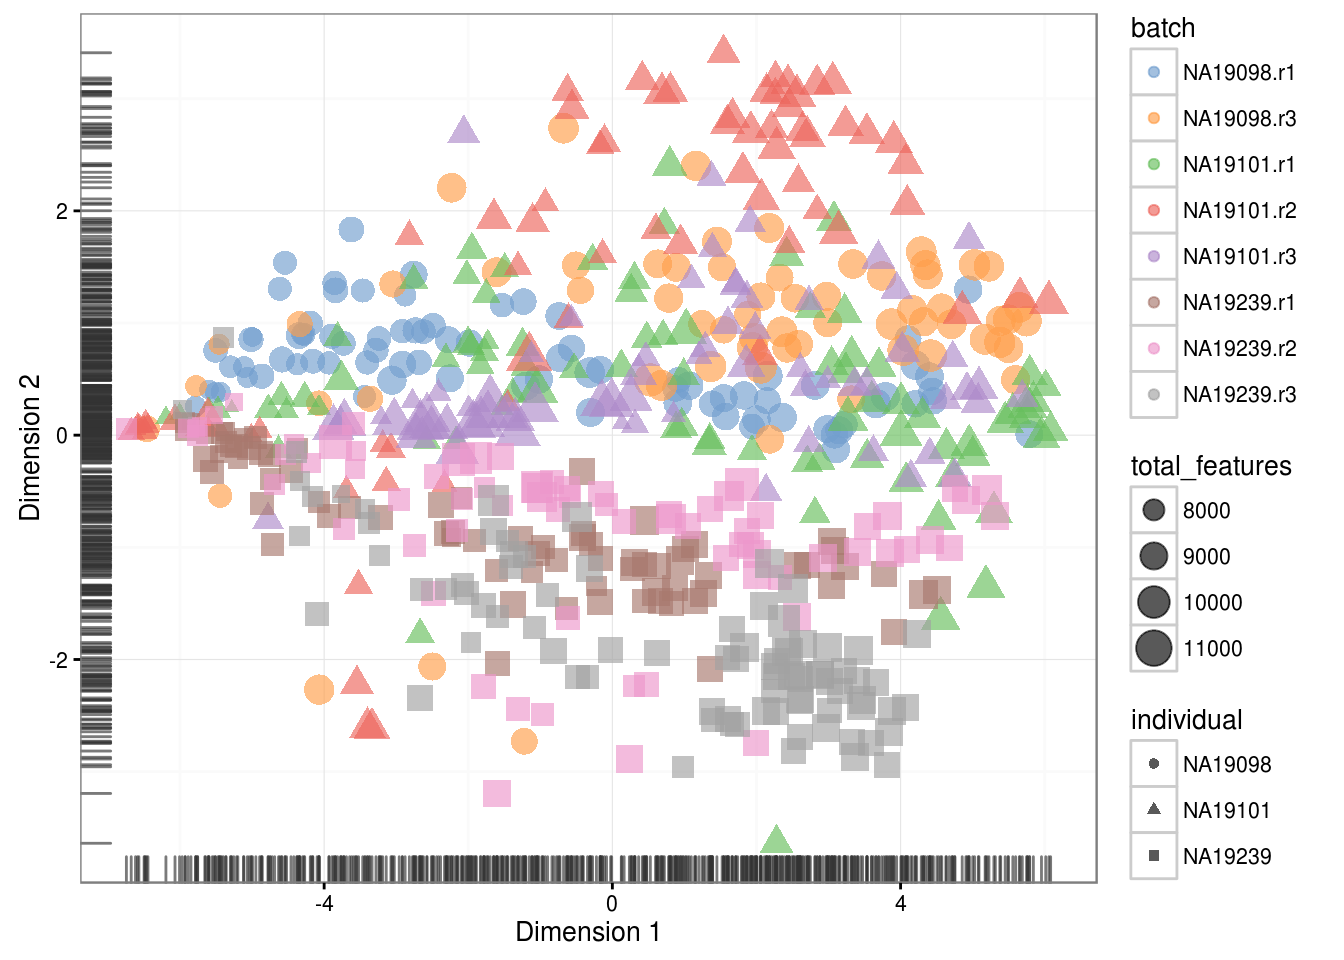 batch
NA19098.r1
NA19098.r3
NA19101.r1
NA19101.r2
NA19101.r3
NA19239.r1
NA19239.r2
NA19239.r3
total_features
8000
9000
10000
11000
individual
NA19098
NA19101
NA19239
Dimension 2
2
0
-2
-4
0
4
Dimension 1